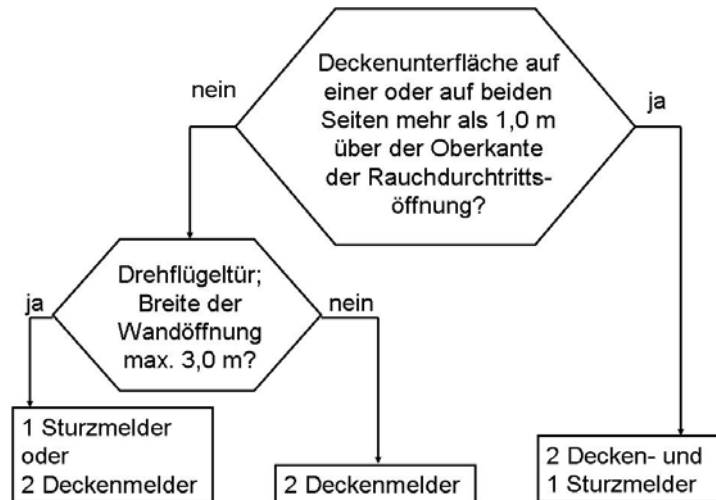 Deckenunterfläche auf
einer oder auf beiden
Seiten mehr als 1,0 m
über der Oberkante
der Rauchdurchtritts-
öffnung?
nein
ja
Drehflügeltür;
Breite der
Wandöffnung
max. 3,0 m?
ja
nein
1 Sturzmelder
oder
2 Deckenmelder
2 Deckenmelder
2 Decken- und
1 Sturzmelder